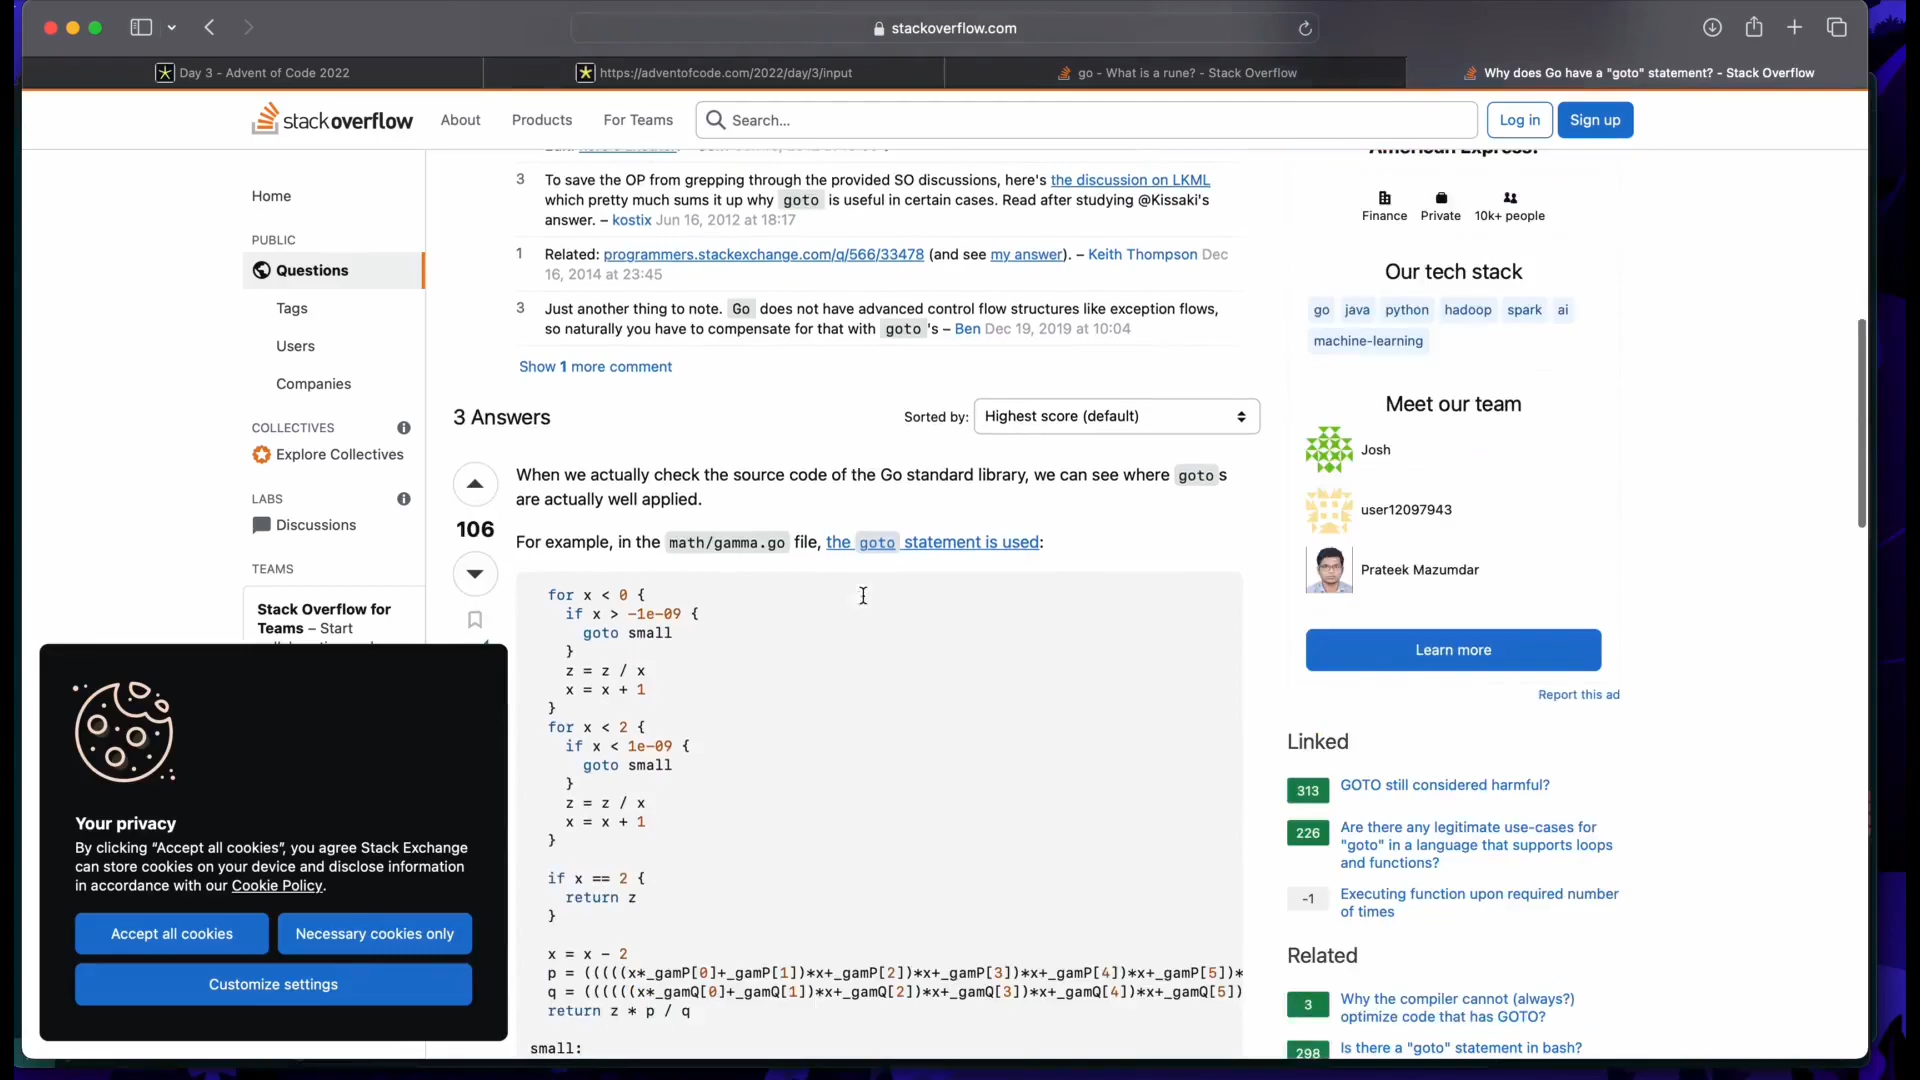 stackoverflow.com
Day 3 - Advent of Code 2022
https://adventofcode.com/2022/day/3/input
go - What is a rune? - Stack Overflow
Why does Go have a "goto" statement? - Stack Overflow
stackoverflow
About
Products
For Teams
Search...
Log in
Sign up
Home
PUBLIC
Questions
Tags
Users
Companies
COLLECTIVES
Explore Collectives
LABS
Discussions
TEAMS
Stack Overflow for
Teams – Start
3 To save the OP from grepping through the provided SO discussions, here's the discussion on LKML
which pretty much sums it up why goto is useful in certain cases. Read after studying @Kissaki's
answer. – kostix Jun 16, 2012 at 18:17
1 Related: programmers.stackexchange.com/q/566/33478 (and see my answer). – Keith Thompson Dec
16, 2014 at 23:45
3 Just another thing to note. Go does not have advanced control flow structures like exception flows,
so naturally you have to compensate for that with goto 's – Ben Dec 19, 2019 at 10:04
Show 1 more comment
3 Answers
Sorted by:
Highest score (default)
106
When we actually check the source code of the Go standard library, we can see where gotos
are actually well applied.
For example, in the math/gamma.go file, the goto statement is used:
for x < 0 {
if x > -1e-09 {
goto small
}
z = z / x
x = x + 1
}
for x < 2 {
if x < 1e-09 {
goto small
}
z = z / x
x = x + 1
}
if x == 2 {
return z
}
x = x - 2
p = (((((x*_gamP[0]+_gamP[1])*x+_gamP[2])*x+_gamP[3])*x+_gamP[4])*x+_gamP[5])*
q = ((((((x*_gamQ[0]+_gamQ[1])*x+_gamQ[2])*x+_gamQ[3])*x+_gamQ[4])*x+_gamQ[5])
return z * p / q
small:
American Express?
Finance
Private
10k+ people
Our tech stack
go java python hadoop spark ai
machine-learning
Meet our team
Josh
user12097943
Prateek Mazumdar
Learn more
Report this ad
Linked
313 GOTO still considered harmful?
226 Are there any legitimate use-cases for
"goto" in a language that supports loops
and functions?
-1 Executing function upon required number
of times
Related
3 Why the compiler cannot (always?)
optimize code that has GOTO?
298 Is there a "goto" statement in bash?
Your privacy
By clicking “Accept all cookies”, you agree Stack Exchange
can store cookies on your device and disclose information
in accordance with our Cookie Policy.
Accept all cookies
Necessary cookies only
Customize settings